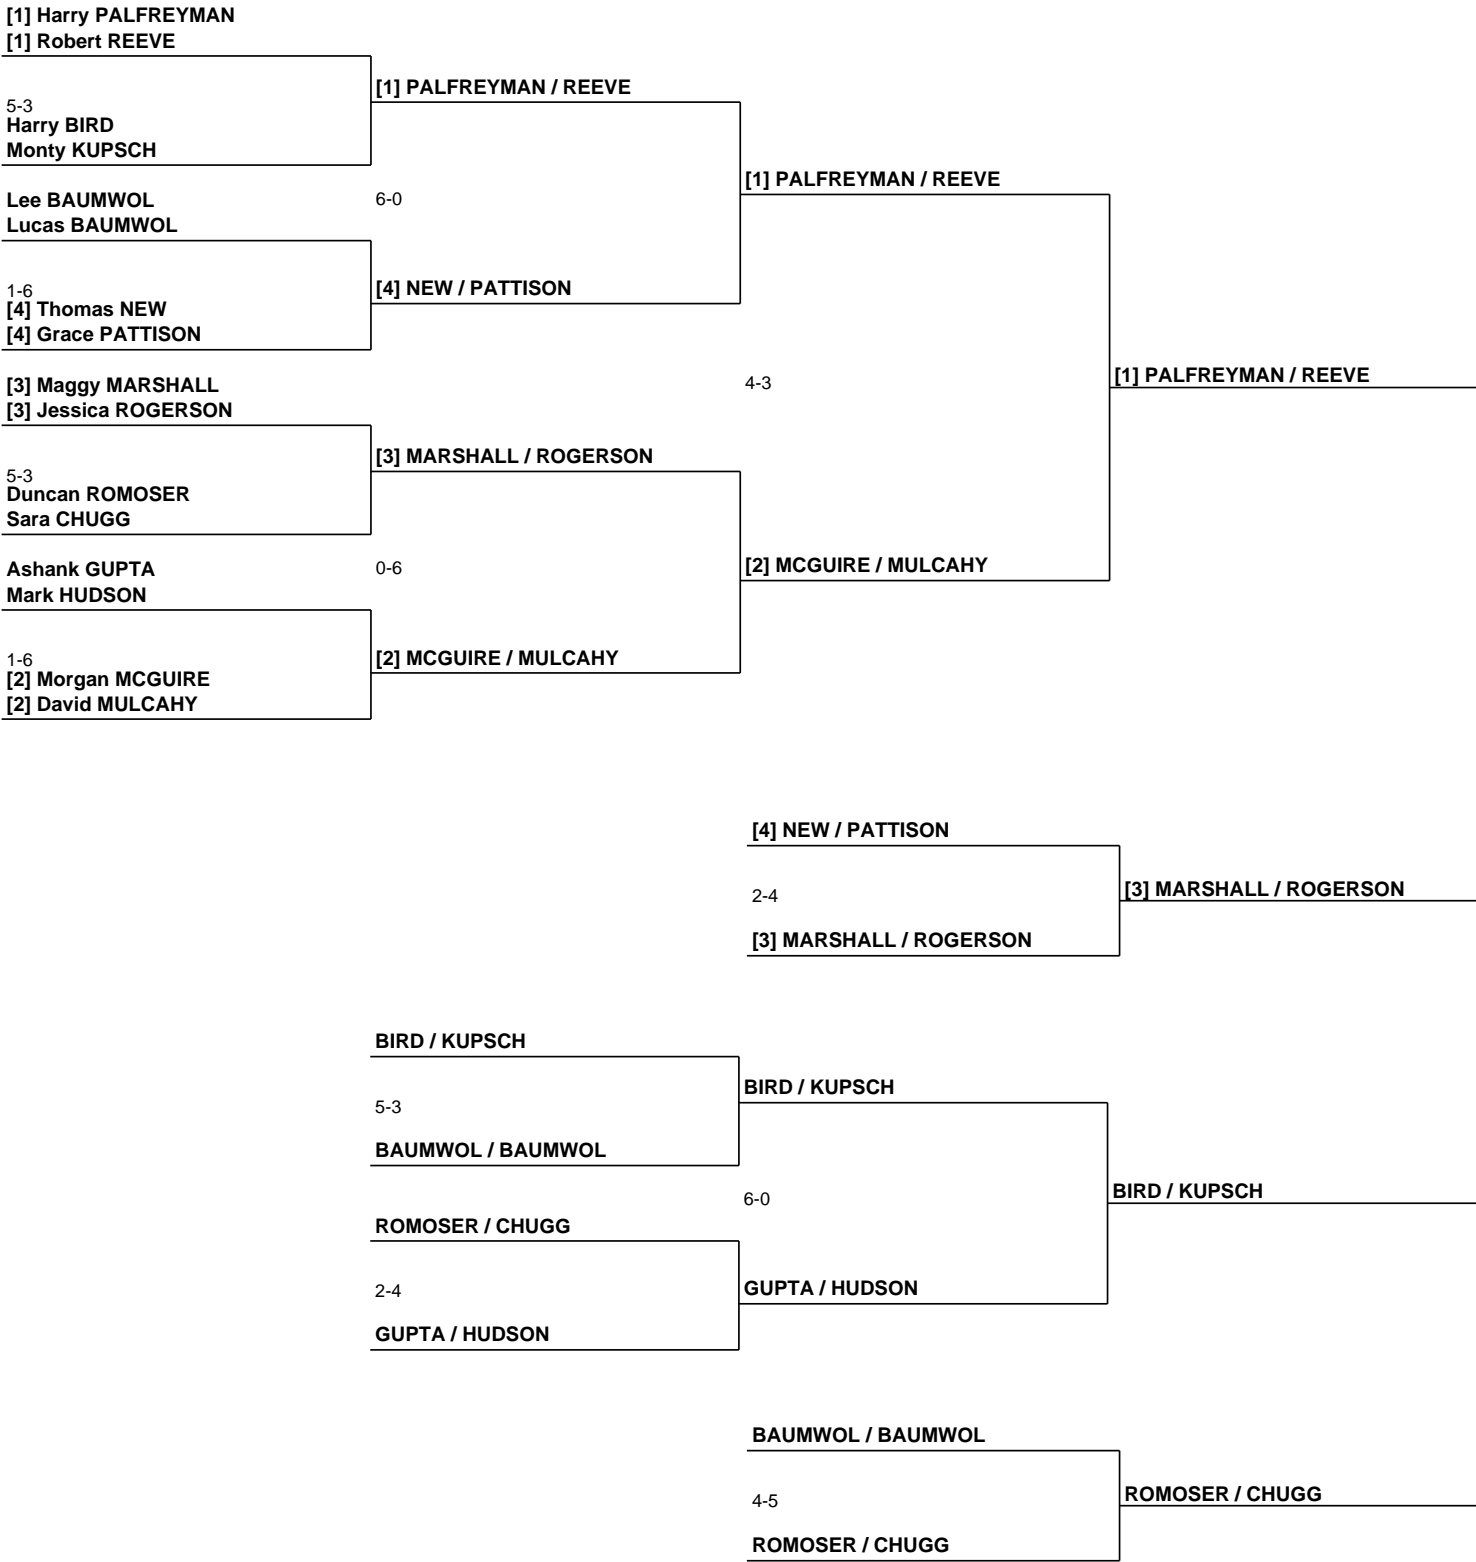 [1] Harry PALFREYMAN
[1] Robert REEVE
5-3
Harry BIRD
Monty KUPSCH
Lee BAUMWOL
Lucas BAUMWOL
1-6
[4] Thomas NEW
[4] Grace PATTISON
[3] Maggy MARSHALL
[3] Jessica ROGERSON
5-3
Duncan ROMOSER
Sara CHUGG
Ashank GUPTA
Mark HUDSON
1-6
[2] Morgan MCGUIRE
[2] David MULCAHY
[1] PALFREYMAN / REEVE
6-0
[4] NEW / PATTISON
[3] MARSHALL / ROGERSON
0-6
[2] MCGUIRE / MULCAHY
[1] PALFREYMAN / REEVE
4-3
[2] MCGUIRE / MULCAHY
[1] PALFREYMAN / REEVE
[4] NEW / PATTISON
2-4
[3] MARSHALL / ROGERSON
[3] MARSHALL / ROGERSON
BIRD / KUPSCH
5-3
BAUMWOL / BAUMWOL
ROMOSER / CHUGG
2-4
GUPTA / HUDSON
BIRD / KUPSCH
6-0
GUPTA / HUDSON
BIRD / KUPSCH
BAUMWOL / BAUMWOL
4-5
ROMOSER / CHUGG
ROMOSER / CHUGG